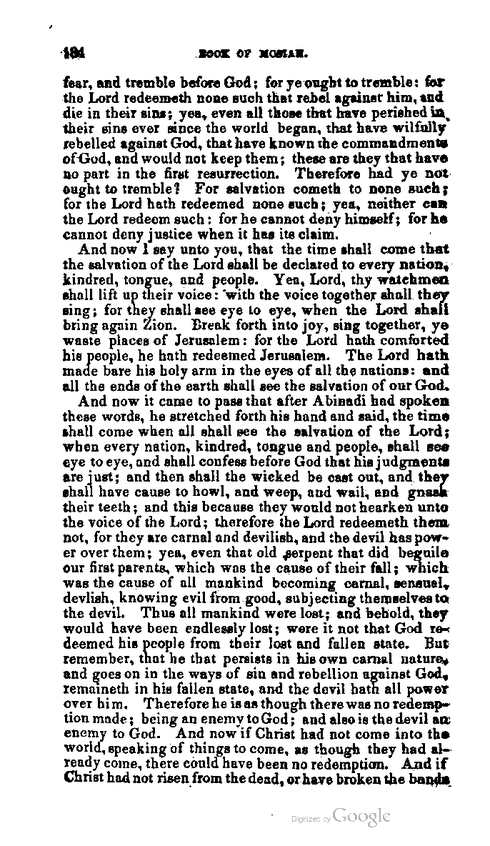 184 BOOK OF MOSIAH.
fear, and tremble before God; for ye ought to tremble: for
the Lord redeemeth none such that rebel against him, and
die in their sins; yea, even all those that have perished in
their sins ever since the world began, that have wilfully
rebelled against God, that have known the commandments
of God, and would not keep them; these are they that have
no part in the first resurrection. Therefore had ye not
ought to tremble? For salvation cometh to none such;
for the Lord hath redeemed none such; yea, neither can
the Lord redeem such: for he cannot deny himself; for he
cannot deny justice when it has its claim.
And now I say unto you, that the time shall come that
the salvation of the Lord shall be declared to every nation,
kindred, tongue, and people. Yea, Lord, thy watchmen
shall lift up their voice: with the voice together shall they
sing; for they shall see eye to eye, when the Lord shall
bring again Zion. Break forth into joy, sing together, ye
waste places of Jerusalem: for the Lord hath comforted
his people, he hath redeemed Jerusalem. The Lord hath
made bare his holy arm in the eyes of all the nations: and
all the ends of the earth shall see the salvation of our God.
And now it came to pass that after Abinadi had spoken
these words, he stretched forth his hand and said, the time
shall come when all shall see the salvation of the Lord;
when every nation, kindred, tongue and people, shall see
eye to eye, and shall confess before God that his judgments
are just; and then shall the wicked be cast out, and they
shall have cause to howl, and weep, and wail, and gnash
their teeth; and this because they would not hearken unto
the voice of the Lord; therefore the Lord redeemeth them
not, for they are carnal and devilish, and the devil has pow-
er over them; yea, even that old serpent that did beguile
our first parents, which was the cause of their fall; which
was the cause of all mankind becoming carnal, sensual,
devlish, knowing evil from good, subjecting themselves to
the devil. Thus all mankind were lost; and behold, they
would have been endlessly lost; were it not that God re-
deemed his people from their lost and fallen state. But
remember, that he that persists in his own carnal nature,
and goes on in the ways of sin and rebellion against God,
remaineth in his fallen state, and the devil hath all power
over him. Therefore he is as though there was no redemp-
tion made; being an enemy to God; and also is the devil an
enemy to God. And now if Christ had not come into the
world, speaking of things to come, as though they had al-
ready come, there could have been no redemption. And if
Christ had not risen from the dead, or have broken the bands
Digitized by Google